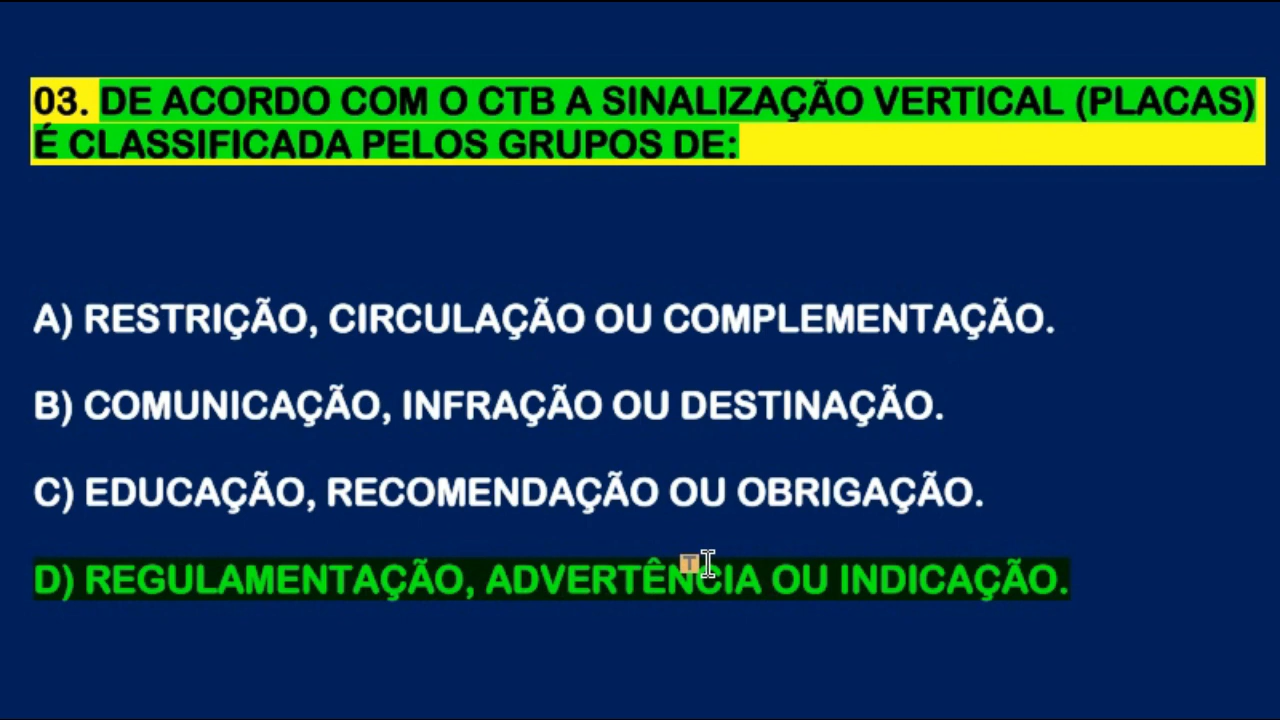 03. DE ACORDO COM O CTB A SINALIZAÇÃO VERTICAL (PLACAS)
É CLASSIFICADA PELOS GRUPOS DE:
A) RESTRIÇÃO, CIRCULAÇÃO OU COMPLEMENTAÇÃO.
B) COMUNICAÇÃO, INFRAÇÃO OU DESTINAÇÃO.
C) EDUCAÇÃO, RECOMENDAÇÃO OU OBRIGAÇÃO.
D) REGULAMENTAÇÃO, ADVERTÊNCIA OU INDICAÇÃO.